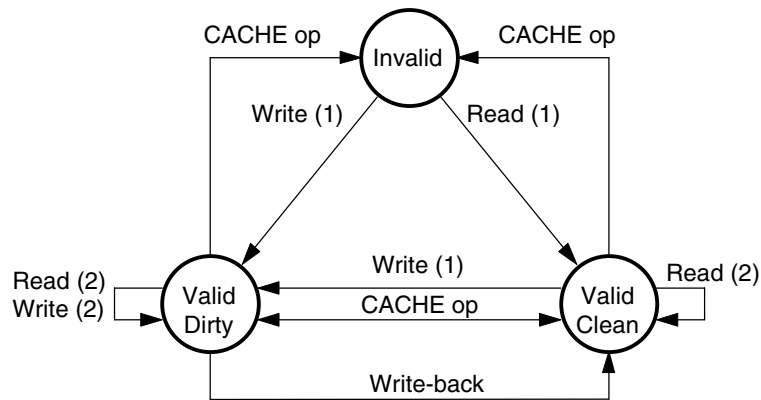 CACHE op
Invalid
CACHE op
Write (1)
Read (1)
Read (2)
Write (2)
Valid
Dirty
Write (1)
CACHE op
Valid
Clean
Read (2)
Write-back